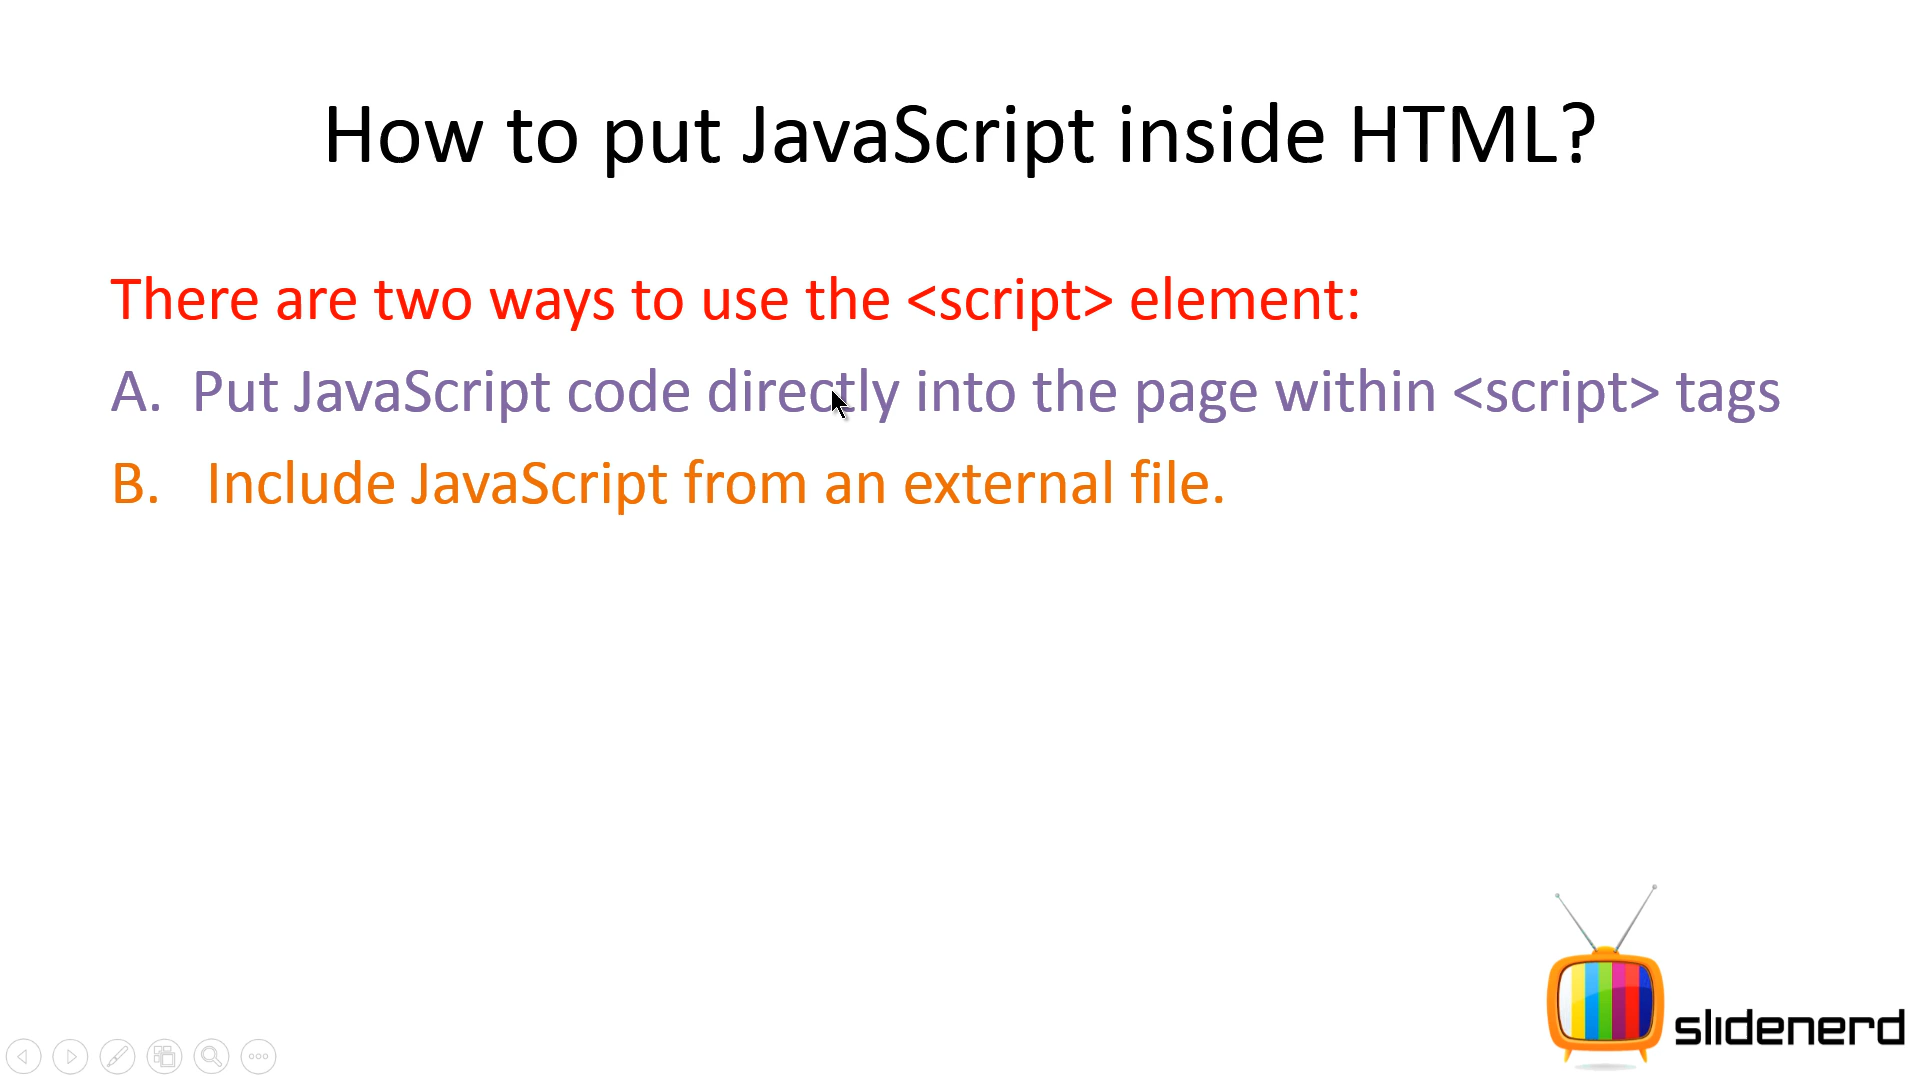 How to put JavaScript inside HTML?
There are two ways to use the <script> element:
A. Put JavaScript code directly into the page within <script> tags
B. Include JavaScript from an external file.
slidenerd